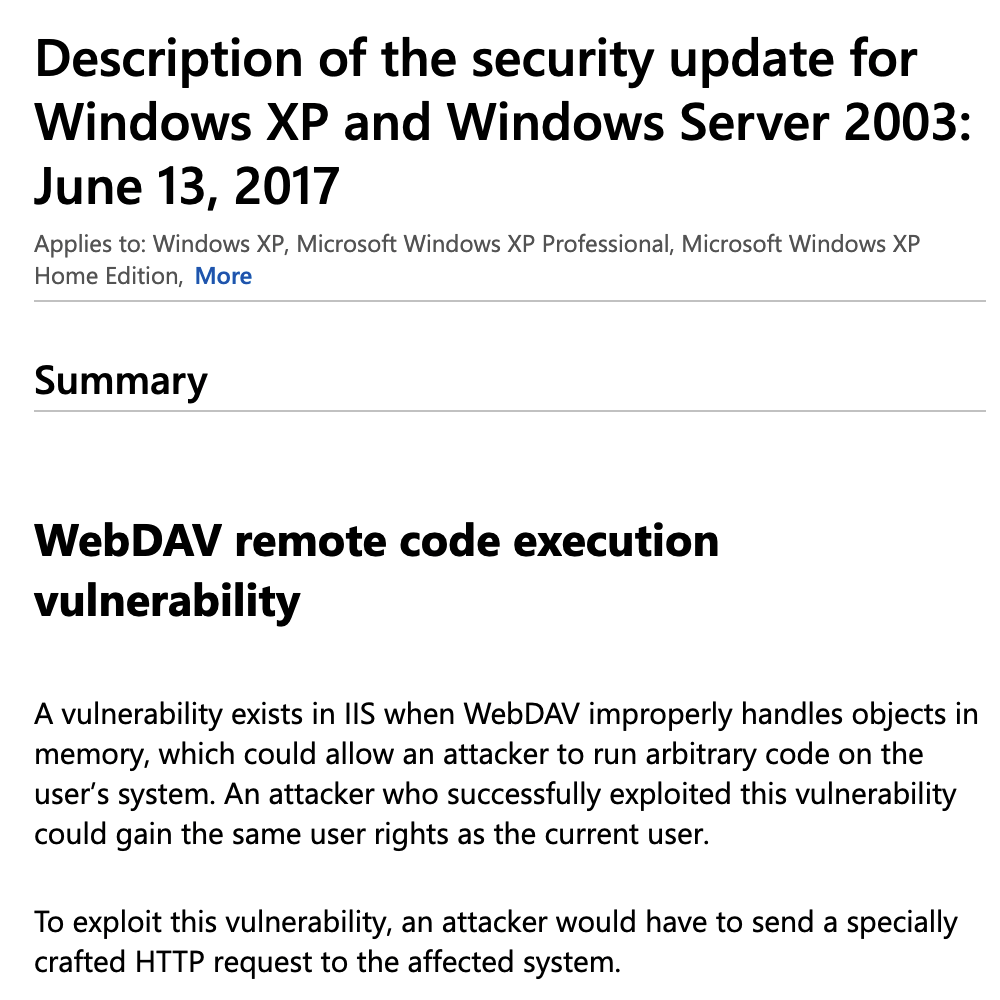 Description of the security update for
Windows XP and Windows Server 2003:
June 13, 2017
Applies to: Windows XP, Microsoft Windows XP Professional, Microsoft Windows XP
Home Edition, More
Summary
WebDAV remote code execution
vulnerability
A vulnerability exists in IIS when WebDAV improperly handles objects in
memory, which could allow an attacker to run arbitrary code on the
user’s system. An attacker who successfully exploited this vulnerability
could gain the same user rights as the current user.
To exploit this vulnerability, an attacker would have to send a specially
crafted HTTP request to the affected system.